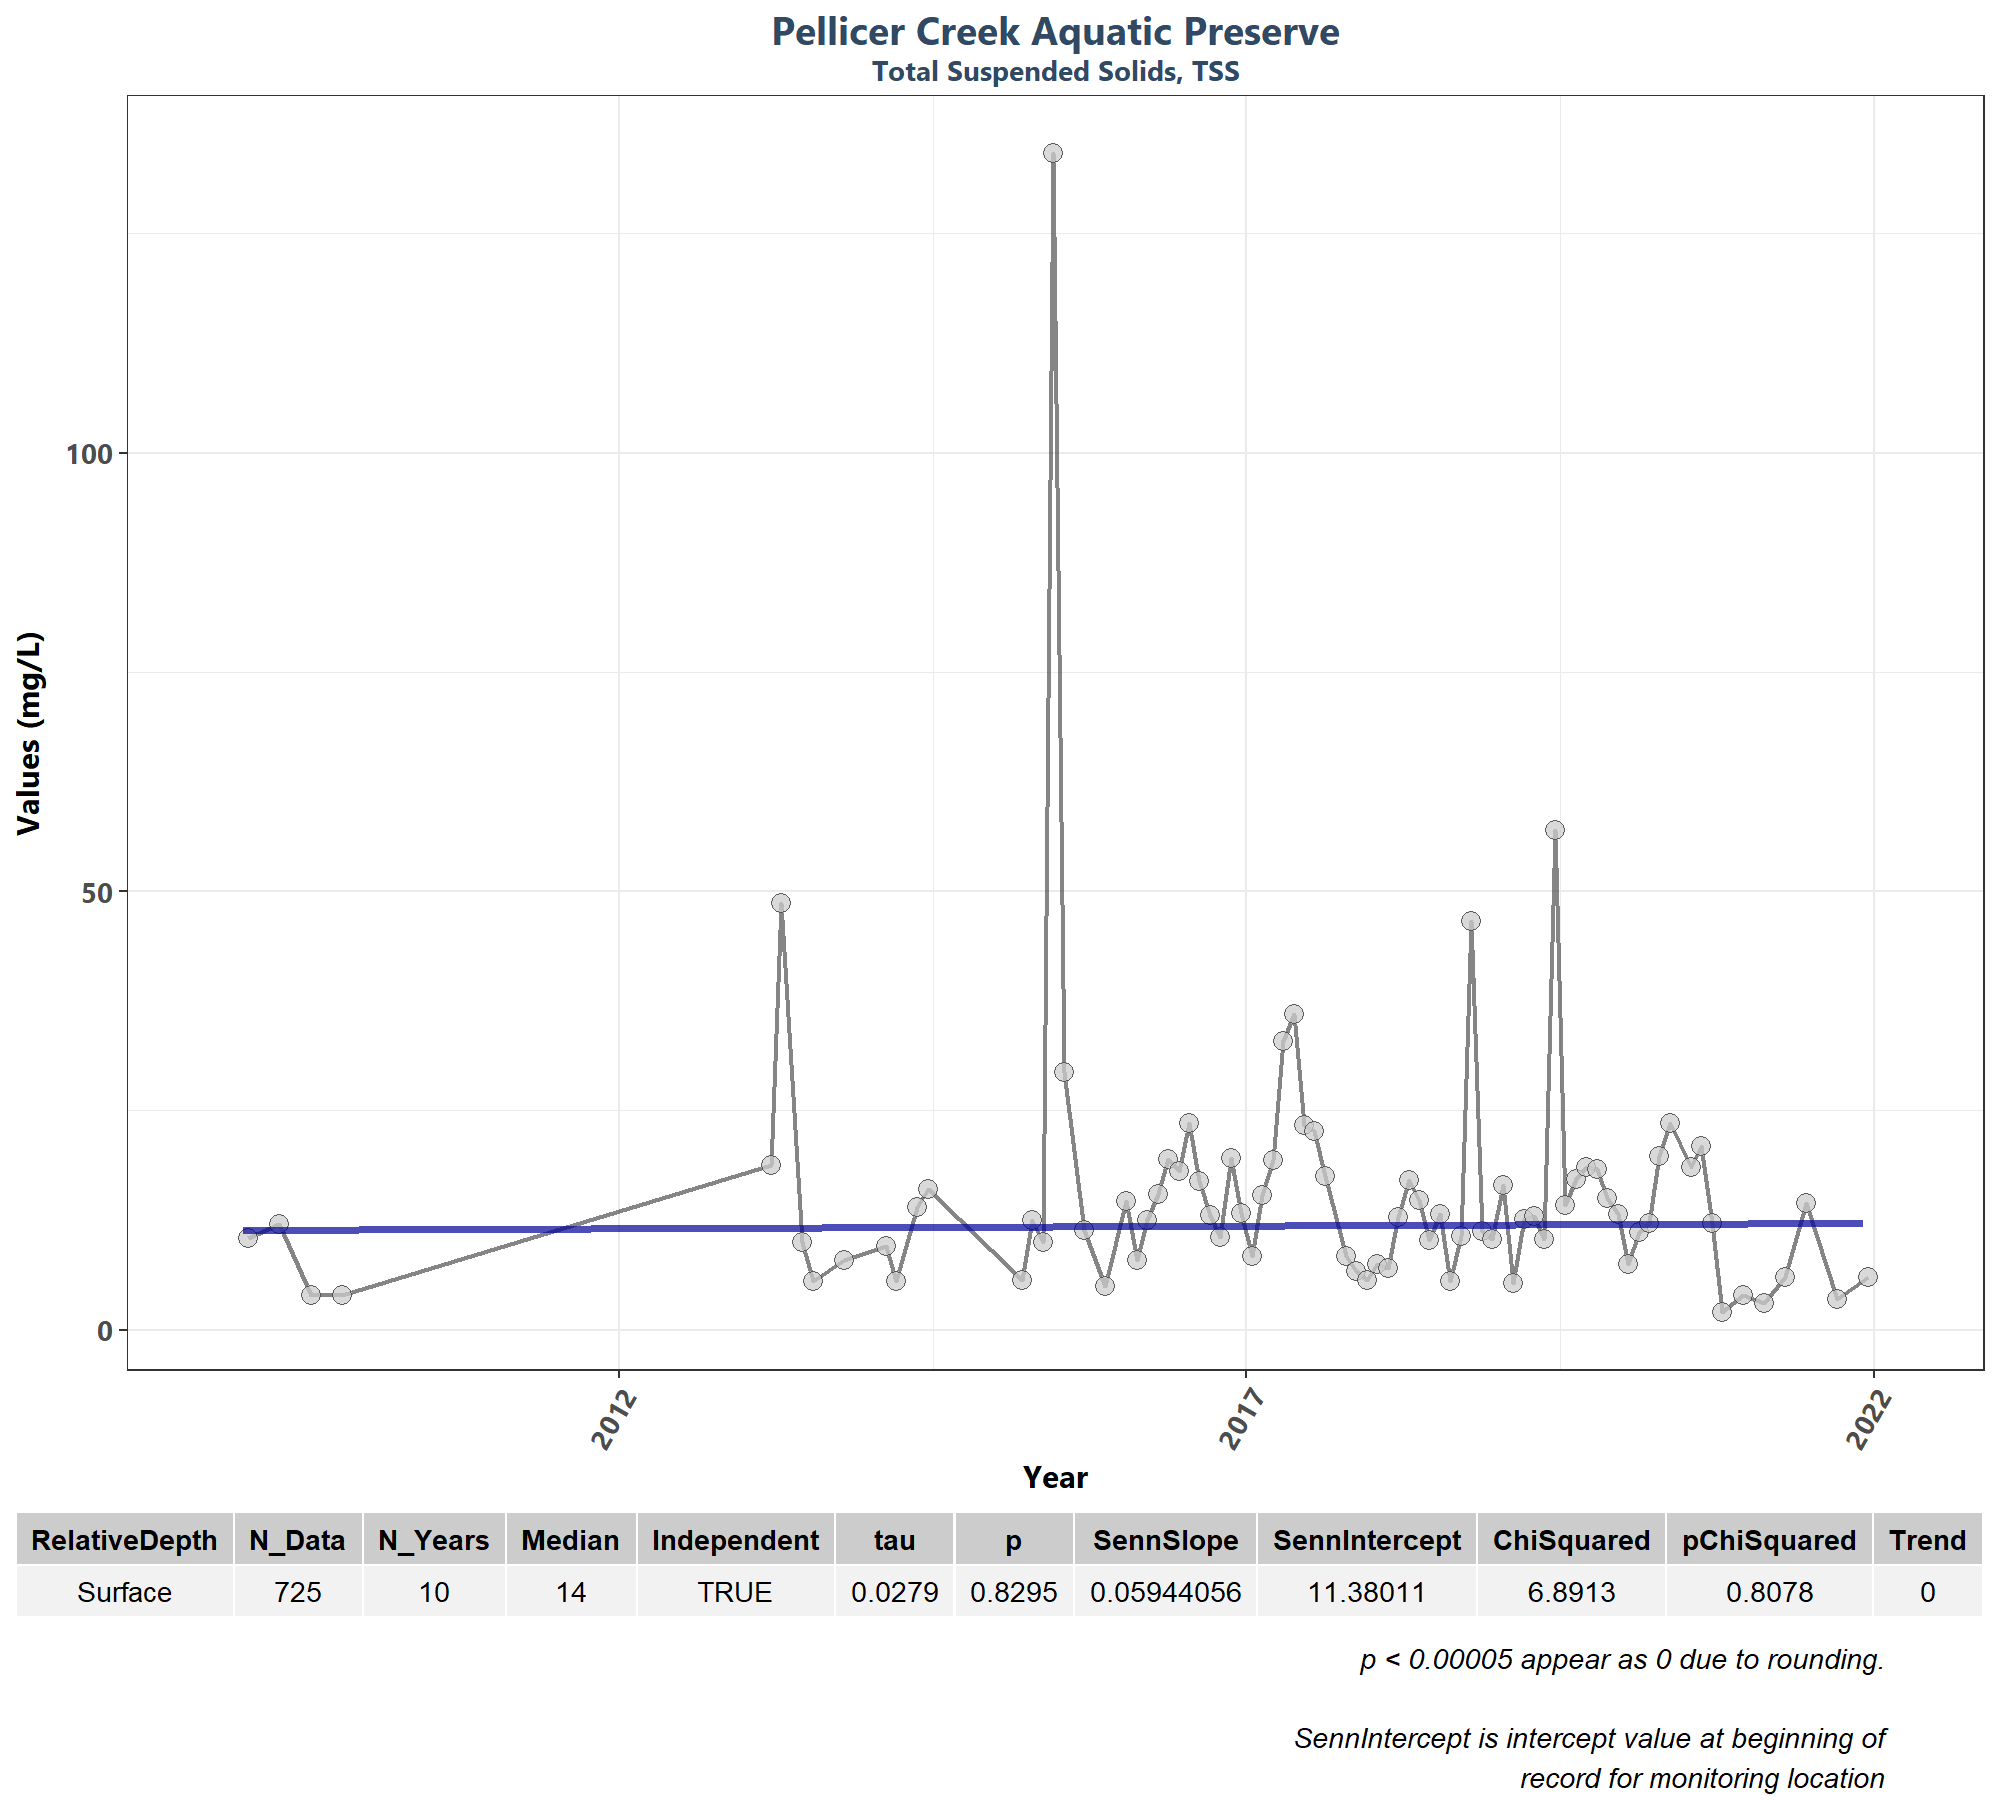 Pellicer Creek Aquatic Preserve
Total Suspended Solids, TSS
Values (mg/L)
100
50
0
2012
2017
2022
Year
RelativeDepth N_Data N_Years Median Independent tau p SennSlope SennIntercept ChiSquared pChiSquared Trend
Surface 725 10 14 TRUE 0.0279 0.8295 0.05944056 11.38011 6.8913 0.8078 0
p < 0.00005 appear as 0 due to rounding.
SennIntercept is intercept value at beginning of
record for monitoring location